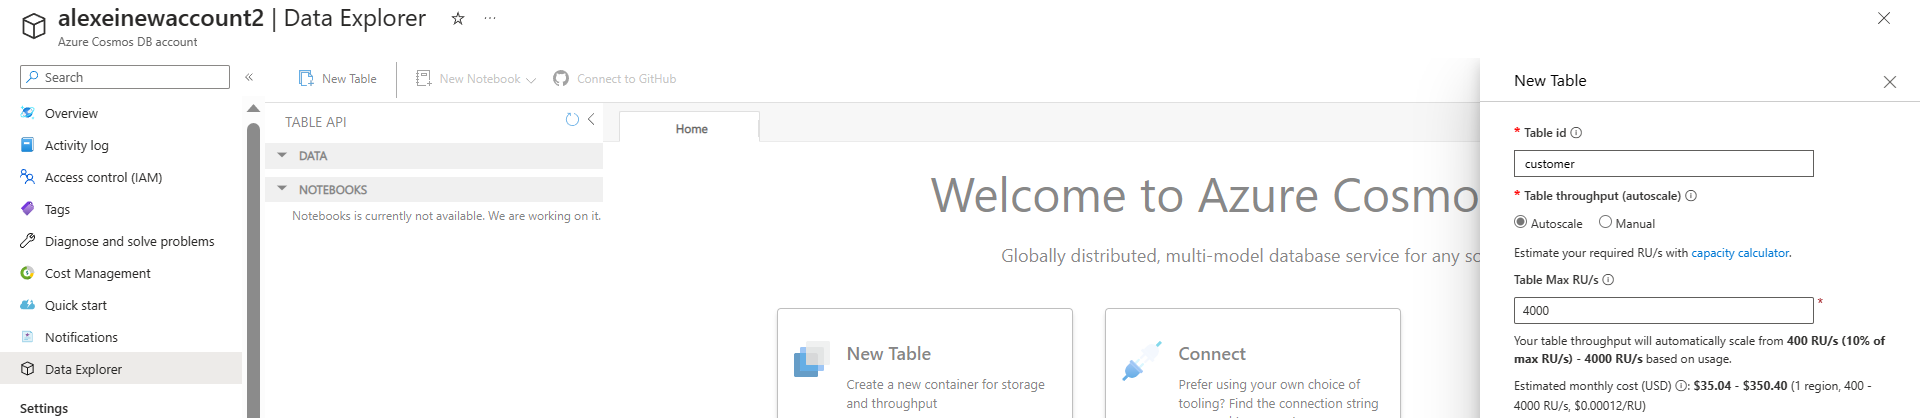 alexeinewaccount2 | Data Explorer
Azure Cosmos DB account
Search
Overview
Activity log
Access control (IAM)
Tags
Diagnose and solve problems
Cost Management
Quick start
Notifications
Data Explorer
Settings
New Table
New Notebook
Connect to GitHub
TABLE API
DATA
NOTEBOOKS
Notebooks is currently not available. We are working on it.
Home
Welcome to Azure Cosmo
Globally distributed, multi-model database service for any sc
New Table
Create a new container for storage
and throughput
Connect
Prefer using your own choice of
tooling? Find the connection string
New Table
* Table id
customer
* Table throughput (autoscale)
Autoscale Manual
Estimate your required RU/s with capacity calculator.
Table Max RU/s
4000 *
Your table throughput will automatically scale from 400 RU/s (10% of
max RU/s) - 4000 RU/s based on usage.
Estimated monthly cost (USD) : $35.04 - $350.40 (1 region, 400 -
4000 RU/s, $0.00012/RU)